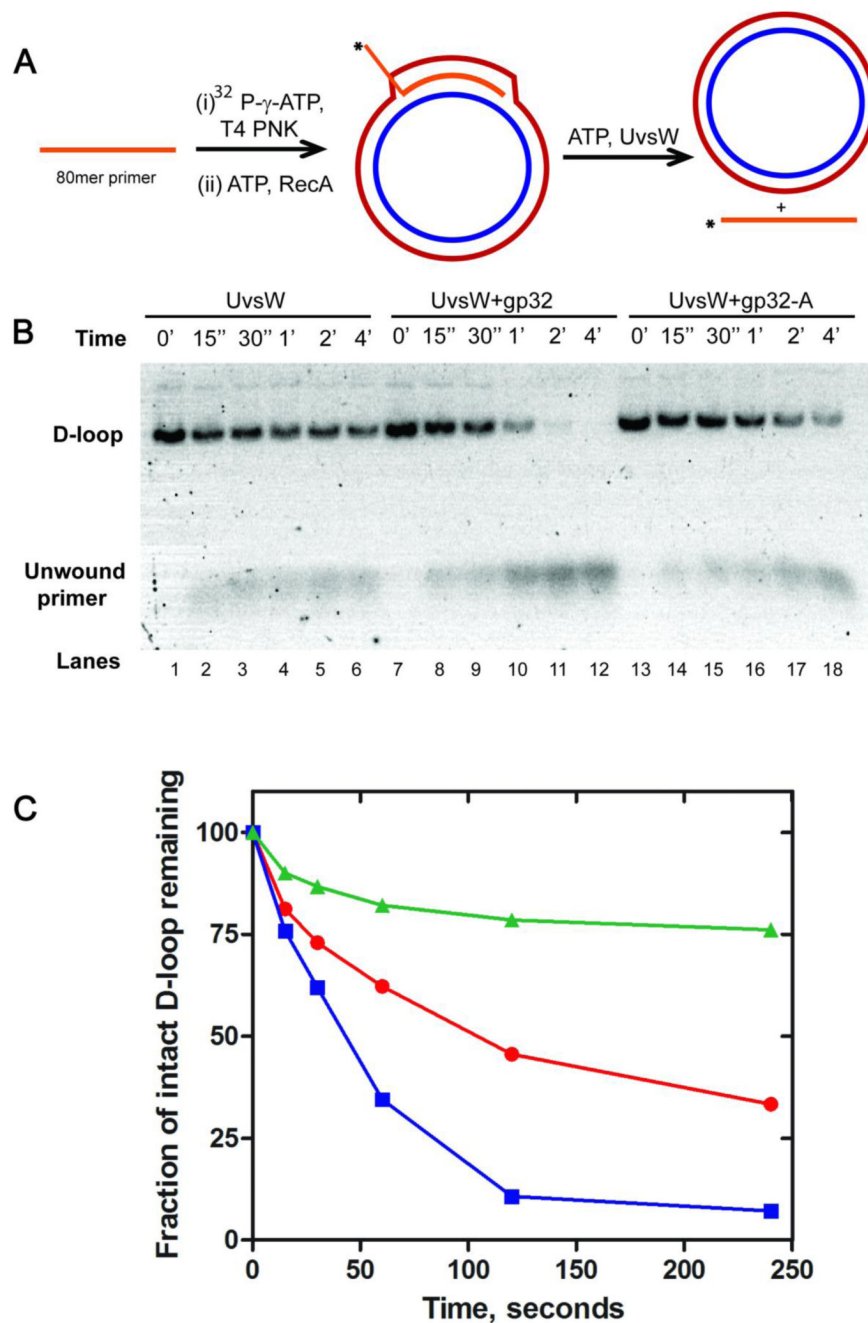 A
*
(i)32 P-γ-ATP,
T4 PNK
(ii) ATP, RecA
80mer primer
ATP, UvsW
+
*
UvsW UvsW+gp32 UvsW+gp32-A
B
Time 0' 15'' 30'' 1' 2' 4' 0' 15'' 30'' 1' 2' 4' 0' 15'' 30'' 1' 2' 4'
D-loop
Unwound
primer
Lanes 1 2 3 4 5 6 7 8 9 10 11 12 13 14 15 16 17 18
C
Fraction of intact D-loop remaining
100
75
50
25
0
0 50 100 150 200 250
Time, seconds